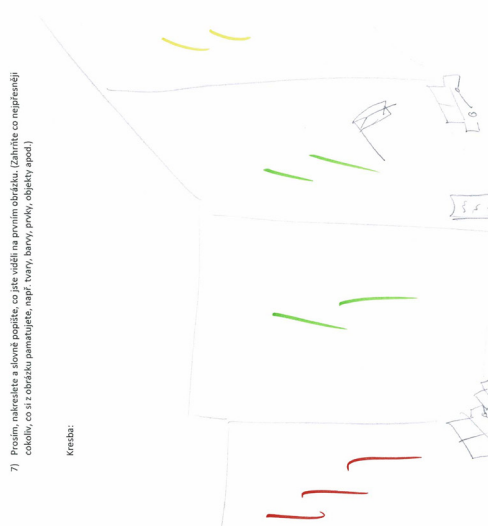 7) Prosím, nakreslete a slovně popište, co jste viděli na prvním obrázku. (Zahrňte co nejpřesněji
cokoliv, co si z obrázku pamatujete, např. tvary, barvy, prvky, objekty apod.)
Kresba: